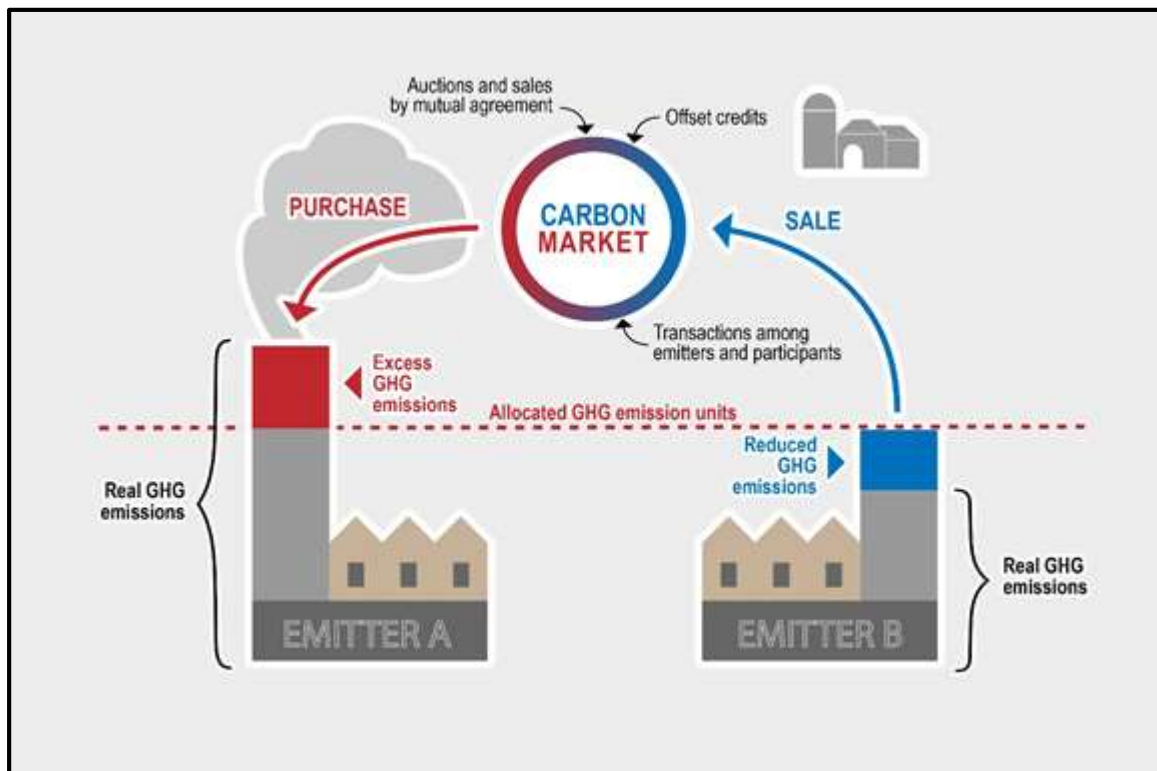 Auctions and sales
by mutual agreement
Offset credits
PURCHASE
CARBON
MARKET
SALE
Transactions among
emitters and participants
Excess
GHG
emissions
Allocated GHG emission units
Reduced
GHG
emissions
Real GHG
emissions
Real GHG
emissions
EMITTER A
EMITTER B